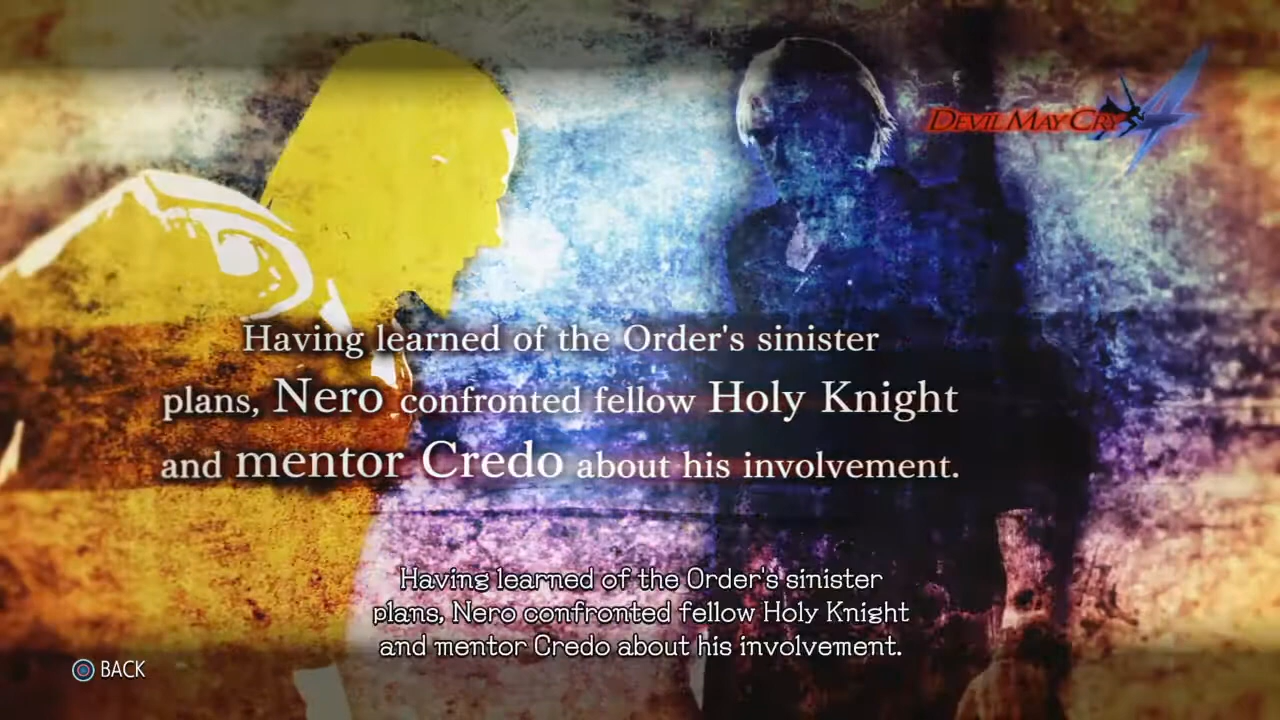 DEVIL MAY CRY 4
Having learned of the Order's sinister
plans, Nero confronted fellow Holy Knight
and mentor Credo about his involvement.
Having learned of the Order's sinister
plans, Nero confronted fellow Holy Knight
and mentor Credo about his involvement.
BACK